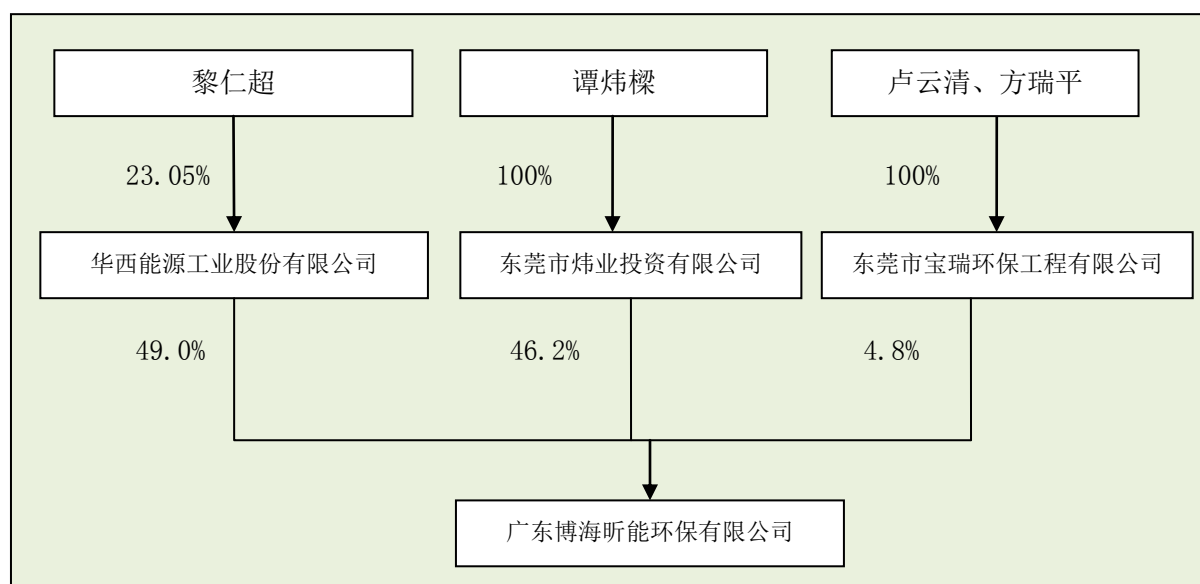 黎仁超
谭炜樑
卢云清、方瑞平
23.05%
100%
100%
华西能源工业股份有限公司
东莞市炜业投资有限公司
东莞市宝瑞环保工程有限公司
49.0%
46.2%
4.8%
广东博海昕能环保有限公司